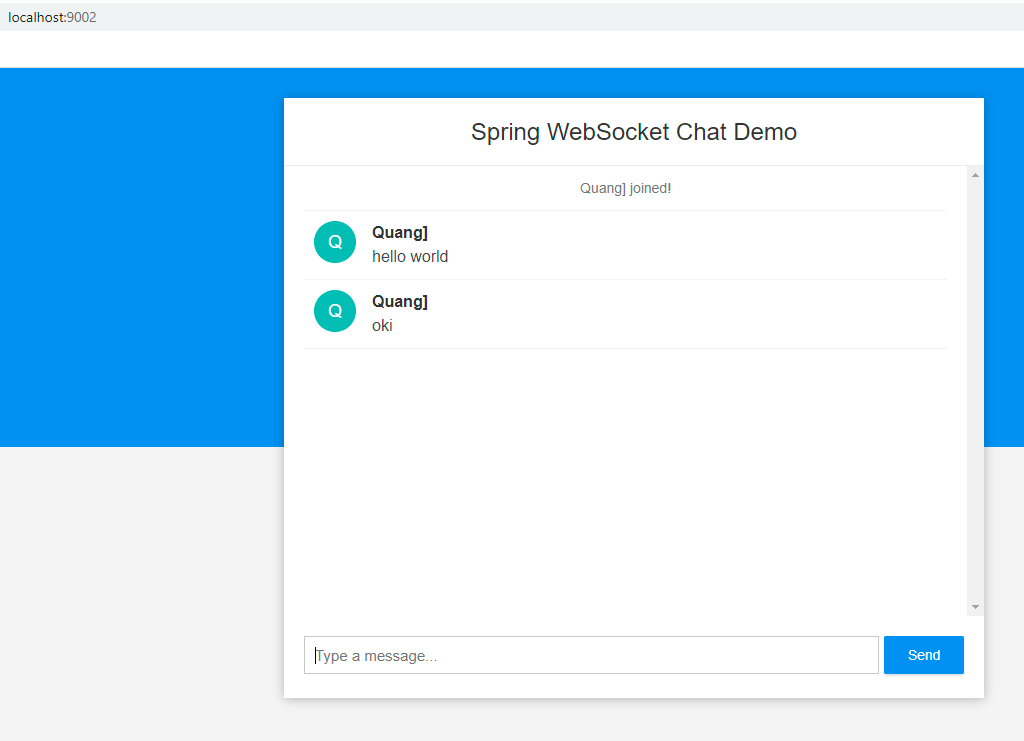 localhost:9002
Spring WebSocket Chat Demo
Quang] joined!
Q
Quang]
hello world
Q
Quang]
oki
Type a message...
Send